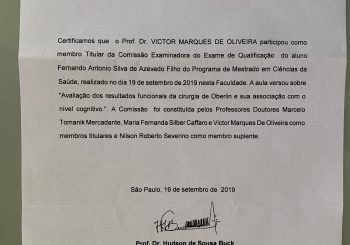 Certificamos que o Prof. Dr. VICTOR MARQUES DE OLIVEIRA participou como
membro Titular da Comissão Examinadora do Exame de Qualificação do aluno
Fernando Antonio Silva de Azevedo Filho do Programa de Mestrado em Ciências da
Saúde, realizado no dia 19 de setembro de 2019 nesta Faculdade. A aula versou sobre
"Avaliação dos resultados funcionais da cirurgia de Oberlin e sua associação com o
nível cognitivo". A Comissão foi constituída pelos Professores Doutores Marcelo
Tomanik Mercadante, Maria Fernanda Silber Caffaro e Victor Marques De Oliveira como
membros titulares e Nilson Roberto Severino como membro suplente.
São Paulo, 19 de setembro de 2019
Prof. Dr. Hudson de Sousa Buck